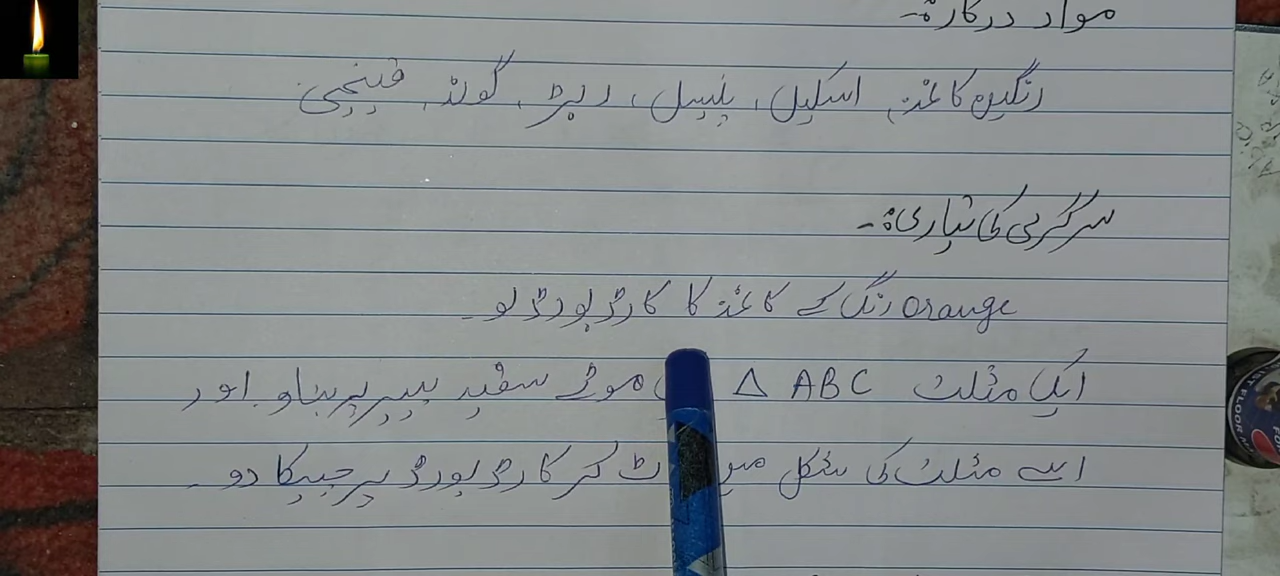 مواد درکار:۔
رنگین کاغذ، اسکیل، پنسل، ربڑ، گوند، قینچی
سرگرمی کی تیاری:۔
orange رنگ کے کاغذ کا کارڈ بورڈ لو۔
ایک مثلث ABC △ موٹے سفید پیپر پر بناو اور
اسے مثلث کی شکل میں کر کارڈ بورڈ پر چپکا دو۔